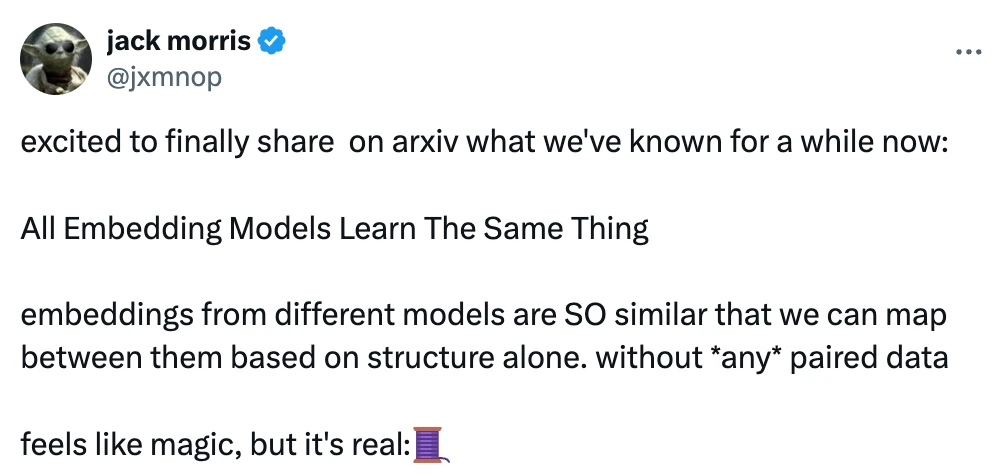 jack morris
@jxmnop
excited to finally share  on arxiv what we've known for a while now:
All Embedding Models Learn The Same Thing
embeddings from different models are SO similar that we can map
between them based on structure alone. without *any* paired data
feels like magic, but it's real:🧵